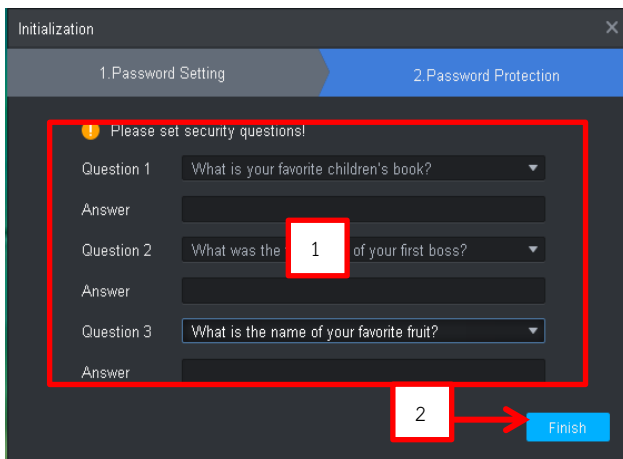 Initialization
1.Password Setting
2.Password Protection
Please set security questions!
Question 1 What is your favorite children's book?
Answer
Question 2 What was the 1 of your first boss?
Answer
Question 3 What is the name of your favorite fruit?
Answer
2
Finish